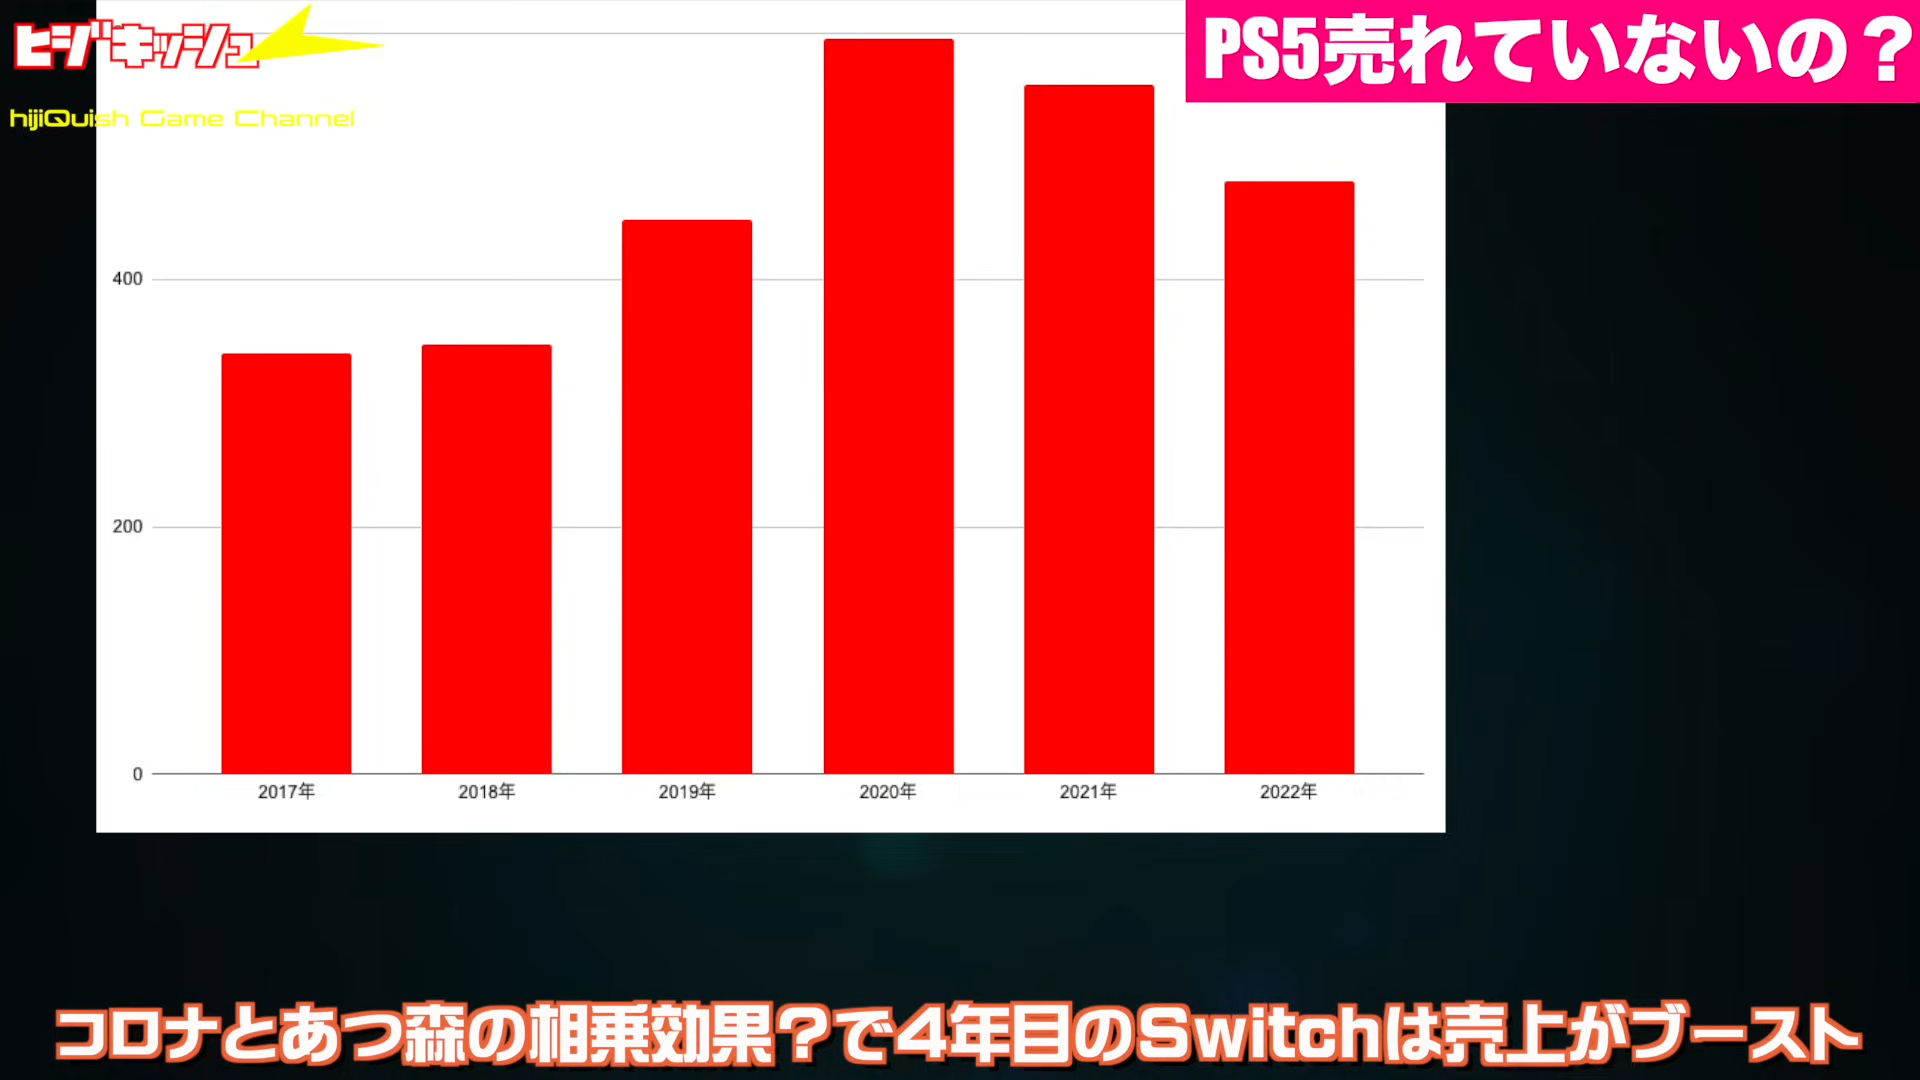 ヒジキッシュ
hijiQuish Game Channel
PS5売れていないの？
400
200
0
2017年 2018年 2019年 2020年 2021年 2022年
コロナとあつ森の相乗効果？で4年目のSwitchは売上がブースト